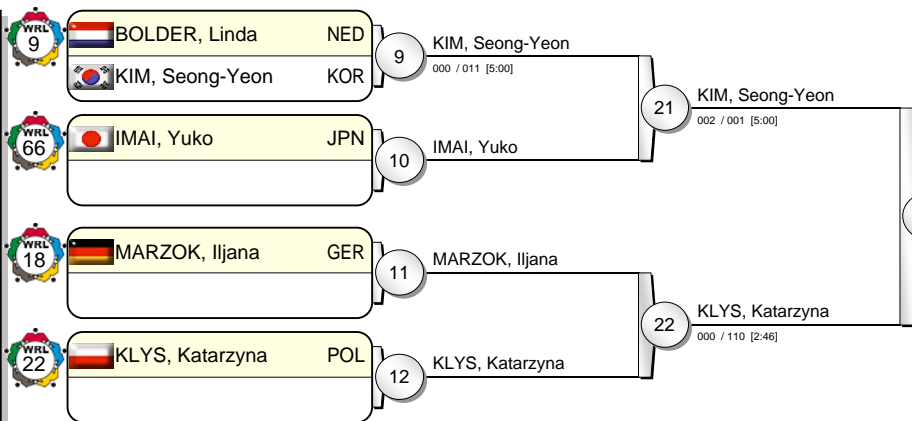 WRL
9
BOLDER, Linda NED
KIM, Seong-Yeon KOR
9
KIM, Seong-Yeon
000 / 011 [5:00]
21
KIM, Seong-Yeon
002 / 001 [5:00]
WRL
66
IMAI, Yuko JPN
10
IMAI, Yuko
WRL
18
MARZOK, Iljana GER
11
MARZOK, Iljana
22
KLYS, Katarzyna
000 / 110 [2:46]
WRL
22
KLYS, Katarzyna POL
12
KLYS, Katarzyna